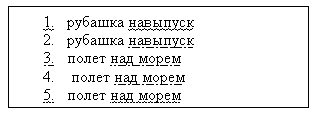 1. рубашка навыпуск
2. рубашка навыпуск
3. полет над морем
4. полет над морем
5. полет над морем